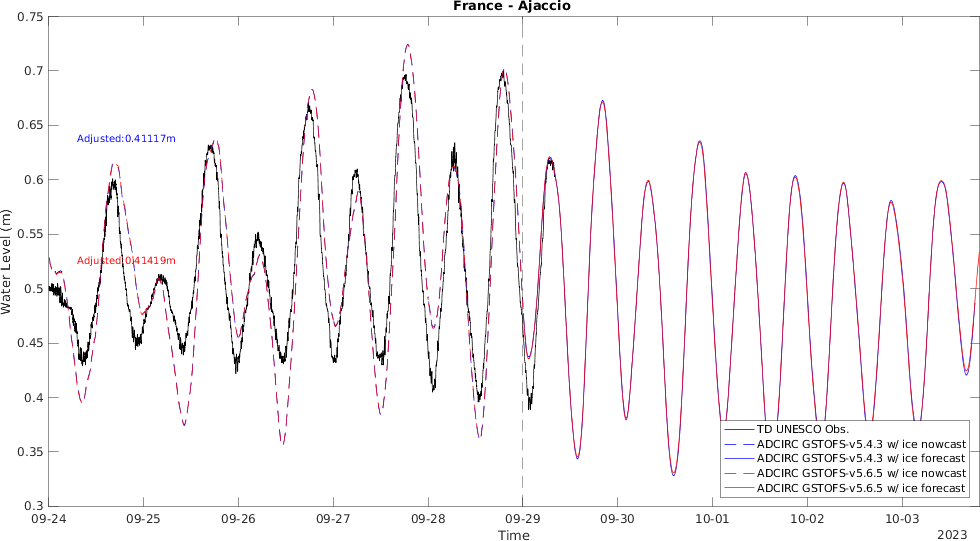 France - Ajaccio
0.75
0.7
0.65
0.6
0.55
0.5
0.45
0.4
0.35
0.3
Water Level (m)
Adjusted:0.41117m
Adjusted:0.41419m
TD UNESCO Obs.
ADCIRC GSTOFS-v5.4.3 w/ ice nowcast
ADCIRC GSTOFS-v5.4.3 w/ ice forecast
ADCIRC GSTOFS-v5.6.5 w/ ice nowcast
ADCIRC GSTOFS-v5.6.5 w/ ice forecast
09-24 09-25 09-26 09-27 09-28 09-29 09-30 10-01 10-02 10-03
Time
2023